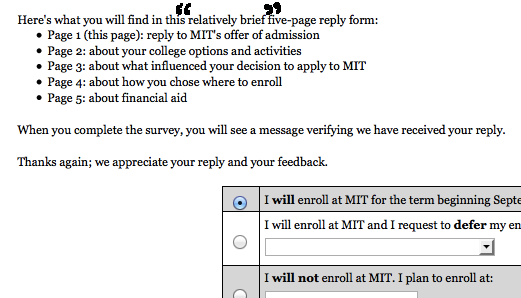 Here's what you will find in this “relatively brief” five-page reply form:
• Page 1 (this page): reply to MIT's offer of admission
• Page 2: about your college options and activities
• Page 3: about what influenced your decision to apply to MIT
• Page 4: about how you chose where to enroll
• Page 5: about financial aid
When you complete the survey, you will see a message verifying we have received your reply.
Thanks again; we appreciate your reply and your feedback.
I will enroll at MIT for the term beginning Septe
I will enroll at MIT and I request to defer my en
I will not enroll at MIT. I plan to enroll at: